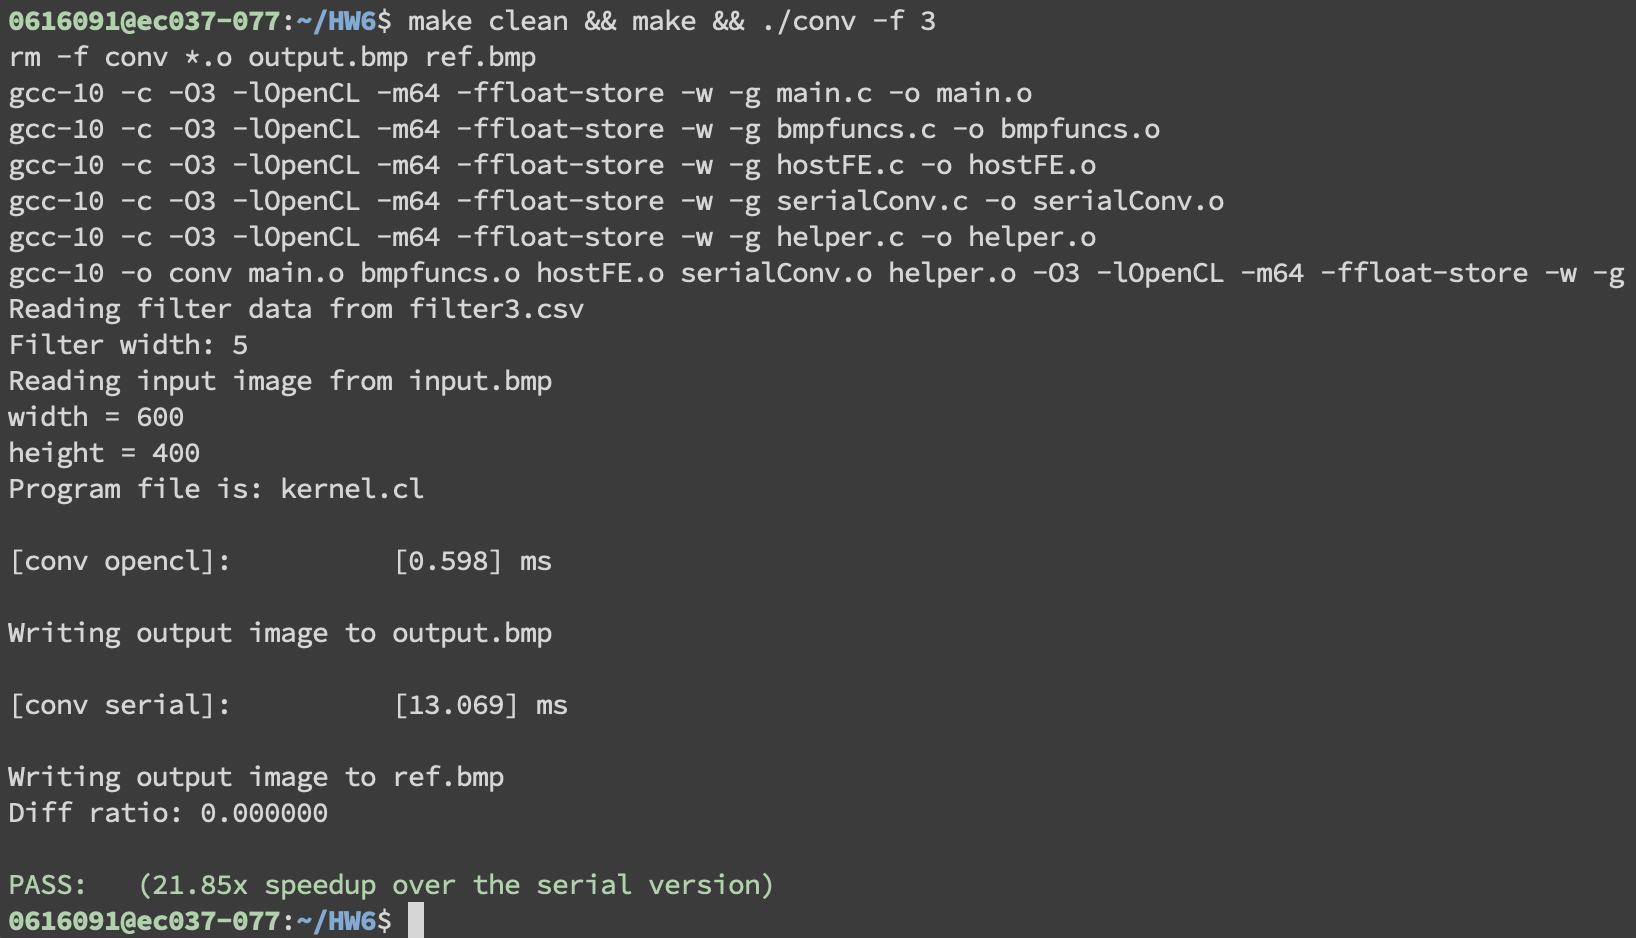 0616091@ec037-077:~/HW6$ make clean && make && ./conv -f 3
rm -f conv *.o output.bmp ref.bmp
gcc-10 -c -O3 -lOpenCL -m64 -ffloat-store -w -g main.c -o main.o
gcc-10 -c -O3 -lOpenCL -m64 -ffloat-store -w -g bmpfuncs.c -o bmpfuncs.o
gcc-10 -c -O3 -lOpenCL -m64 -ffloat-store -w -g hostFE.c -o hostFE.o
gcc-10 -c -O3 -lOpenCL -m64 -ffloat-store -w -g serialConv.c -o serialConv.o
gcc-10 -c -O3 -lOpenCL -m64 -ffloat-store -w -g helper.c -o helper.o
gcc-10 -o conv main.o bmpfuncs.o hostFE.o serialConv.o helper.o -O3 -lOpenCL -m64 -ffloat-store -w -g
Reading filter data from filter3.csv
Filter width: 5
Reading input image from input.bmp
width = 600
height = 400
Program file is: kernel.cl
[conv opencl]: [0.598] ms
Writing output image to output.bmp
[conv serial]: [13.069] ms
Writing output image to ref.bmp
Diff ratio: 0.000000
PASS: (21.85x speedup over the serial version)
0616091@ec037-077:~/HW6$